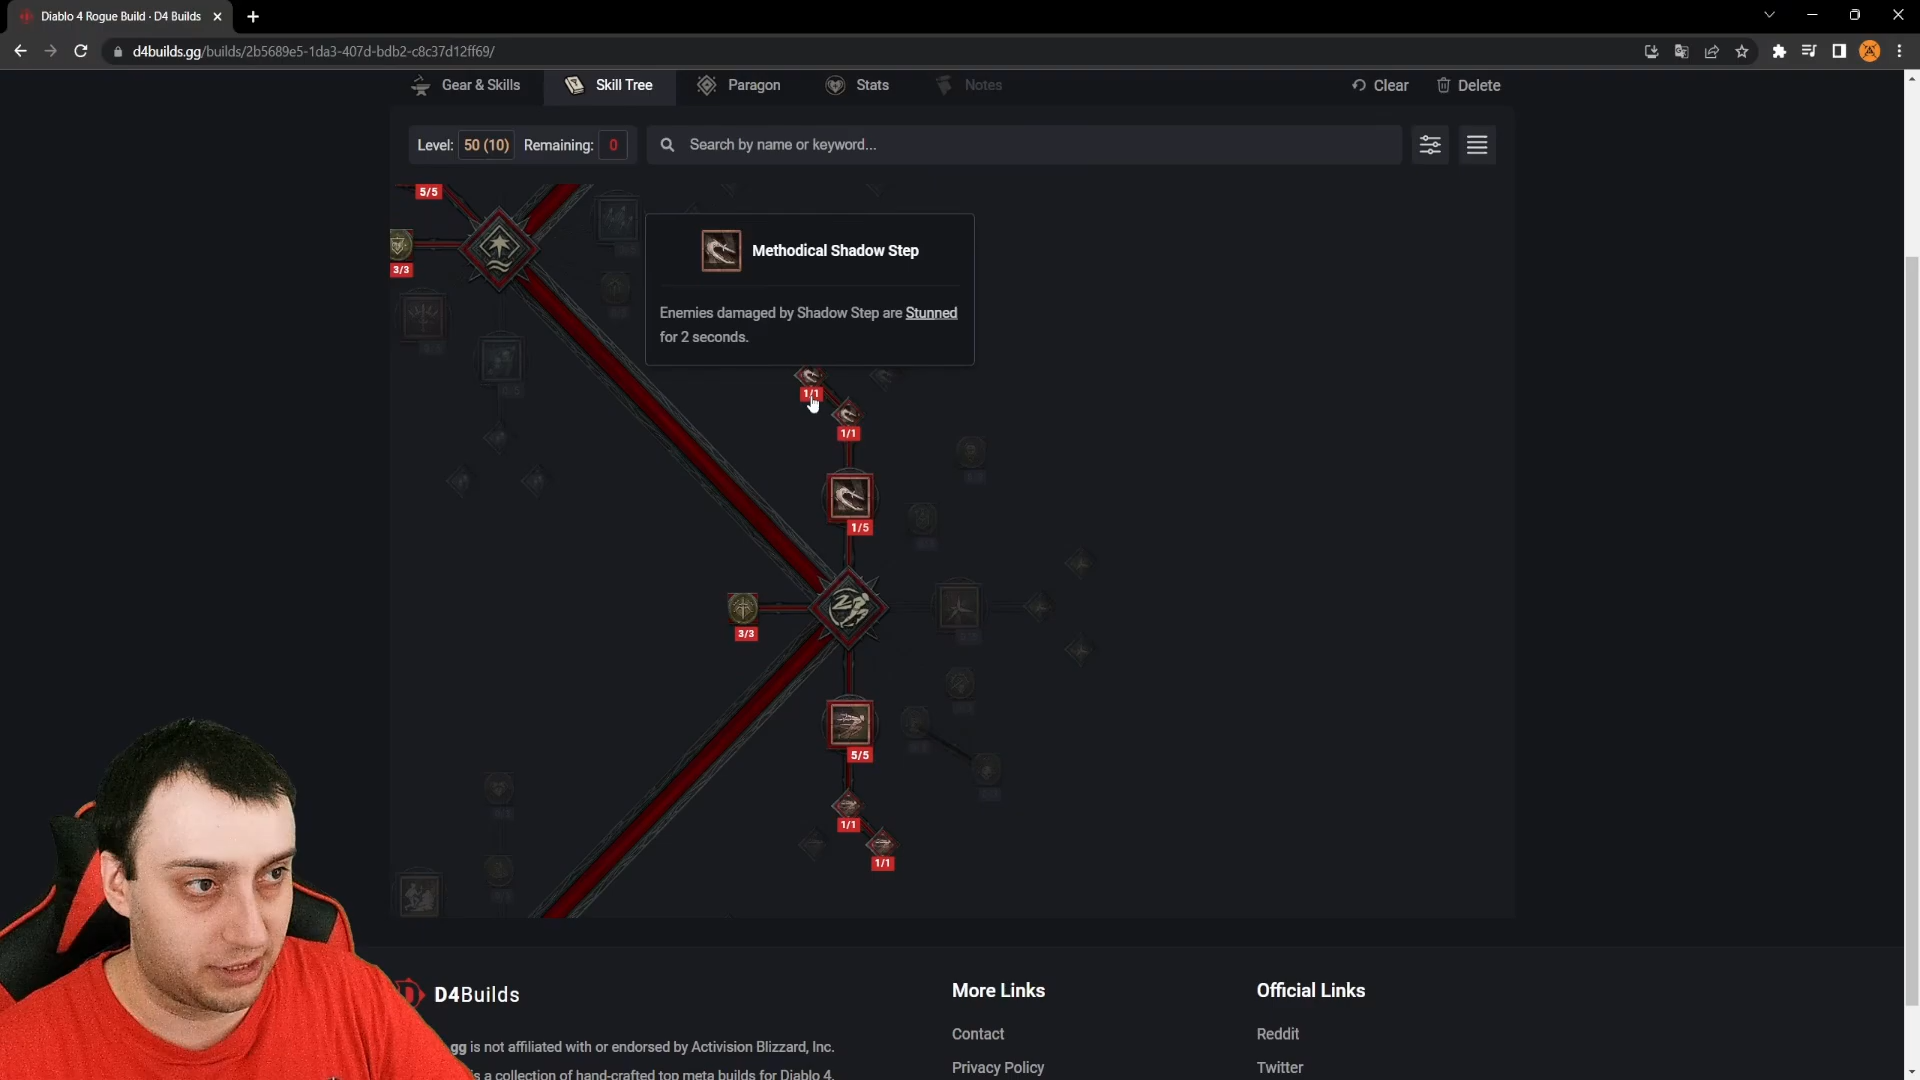 Diablo 4 Rogue Build · D4 Builds
d4builds.gg/builds/2b5689e5-1da3-407d-bdb2-c8c37d12ff69/
Gear & Skills
Skill Tree
Paragon
Stats
Notes
Clear
Delete
Level: 50 (10) Remaining: 0
Search by name or keyword...
5/5
3/3
Methodical Shadow Step
Enemies damaged by Shadow Step are Stunned
for 2 seconds.
1/1
1/1
1/5
3/3
5/5
1/1
1/1
D4Builds
gg is not affiliated with or endorsed by Activision Blizzard, Inc.
s a collection of hand-crafted top meta builds for Diablo 4.
More Links
Contact
Privacy Policy
Official Links
Reddit
Twitter